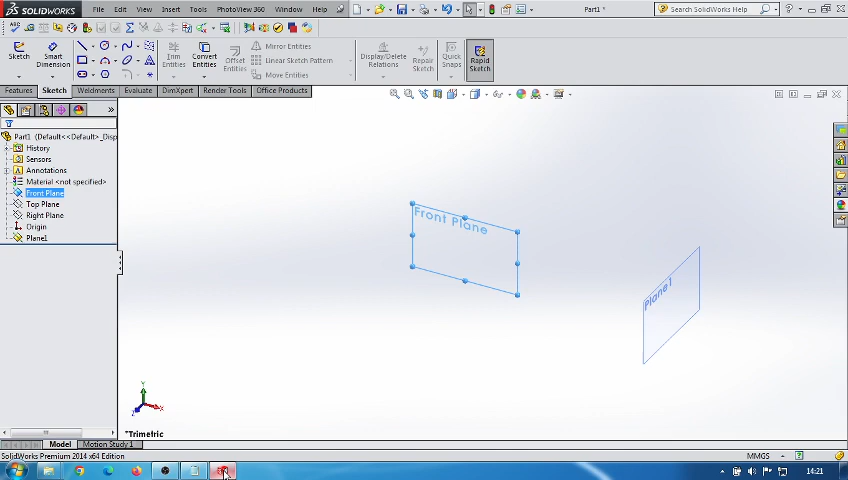 SOLIDWORKS File Edit View Insert Tools PhotoView 360 Window Help Part1 * Search SolidWorks Help
Sketch Smart Dimension Trim Entities Convert Entities Offset Entities Mirror Entities Linear Sketch Pattern Move Entities Display/Delete Relations Repair Sketch Quick Snaps Rapid Sketch
Features Sketch Weldments Evaluate DimXpert Render Tools Office Products
Part1 (Default<<Default>_Disp
History
Sensors
Annotations
Material <not specified>
Front Plane
Top Plane
Right Plane
Origin
Plane1
Front Plane
Plane1
Y
X
Z
*Trimetric
Model Motion Study 1
SolidWorks Premium 2014 x64 Edition MMGS
14:21